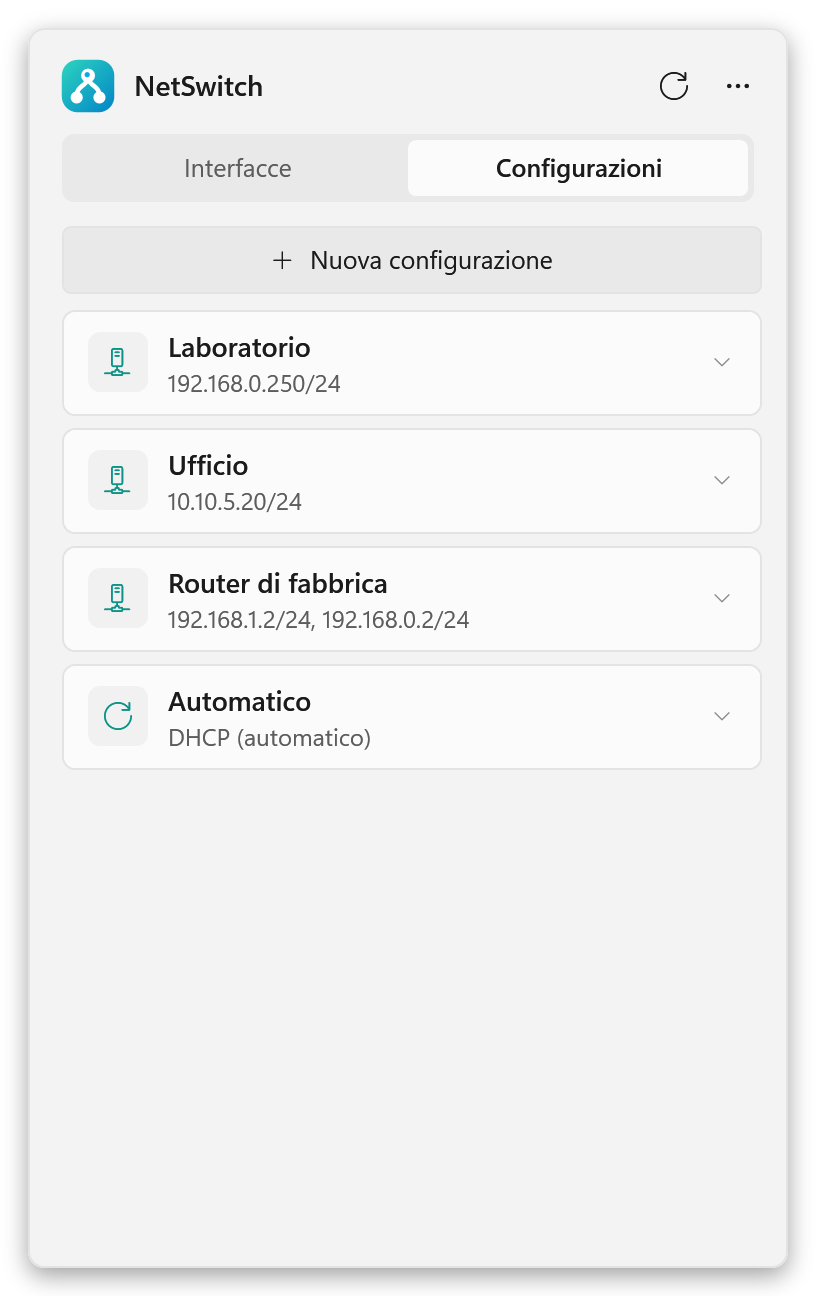 NetSwitch
Interfacce
Configurazioni
Nuova configurazione
Laboratorio
192.168.0.250/24
Ufficio
10.10.5.20/24
Router di fabbrica
192.168.1.2/24, 192.168.0.2/24
Automatico
DHCP (automatico)